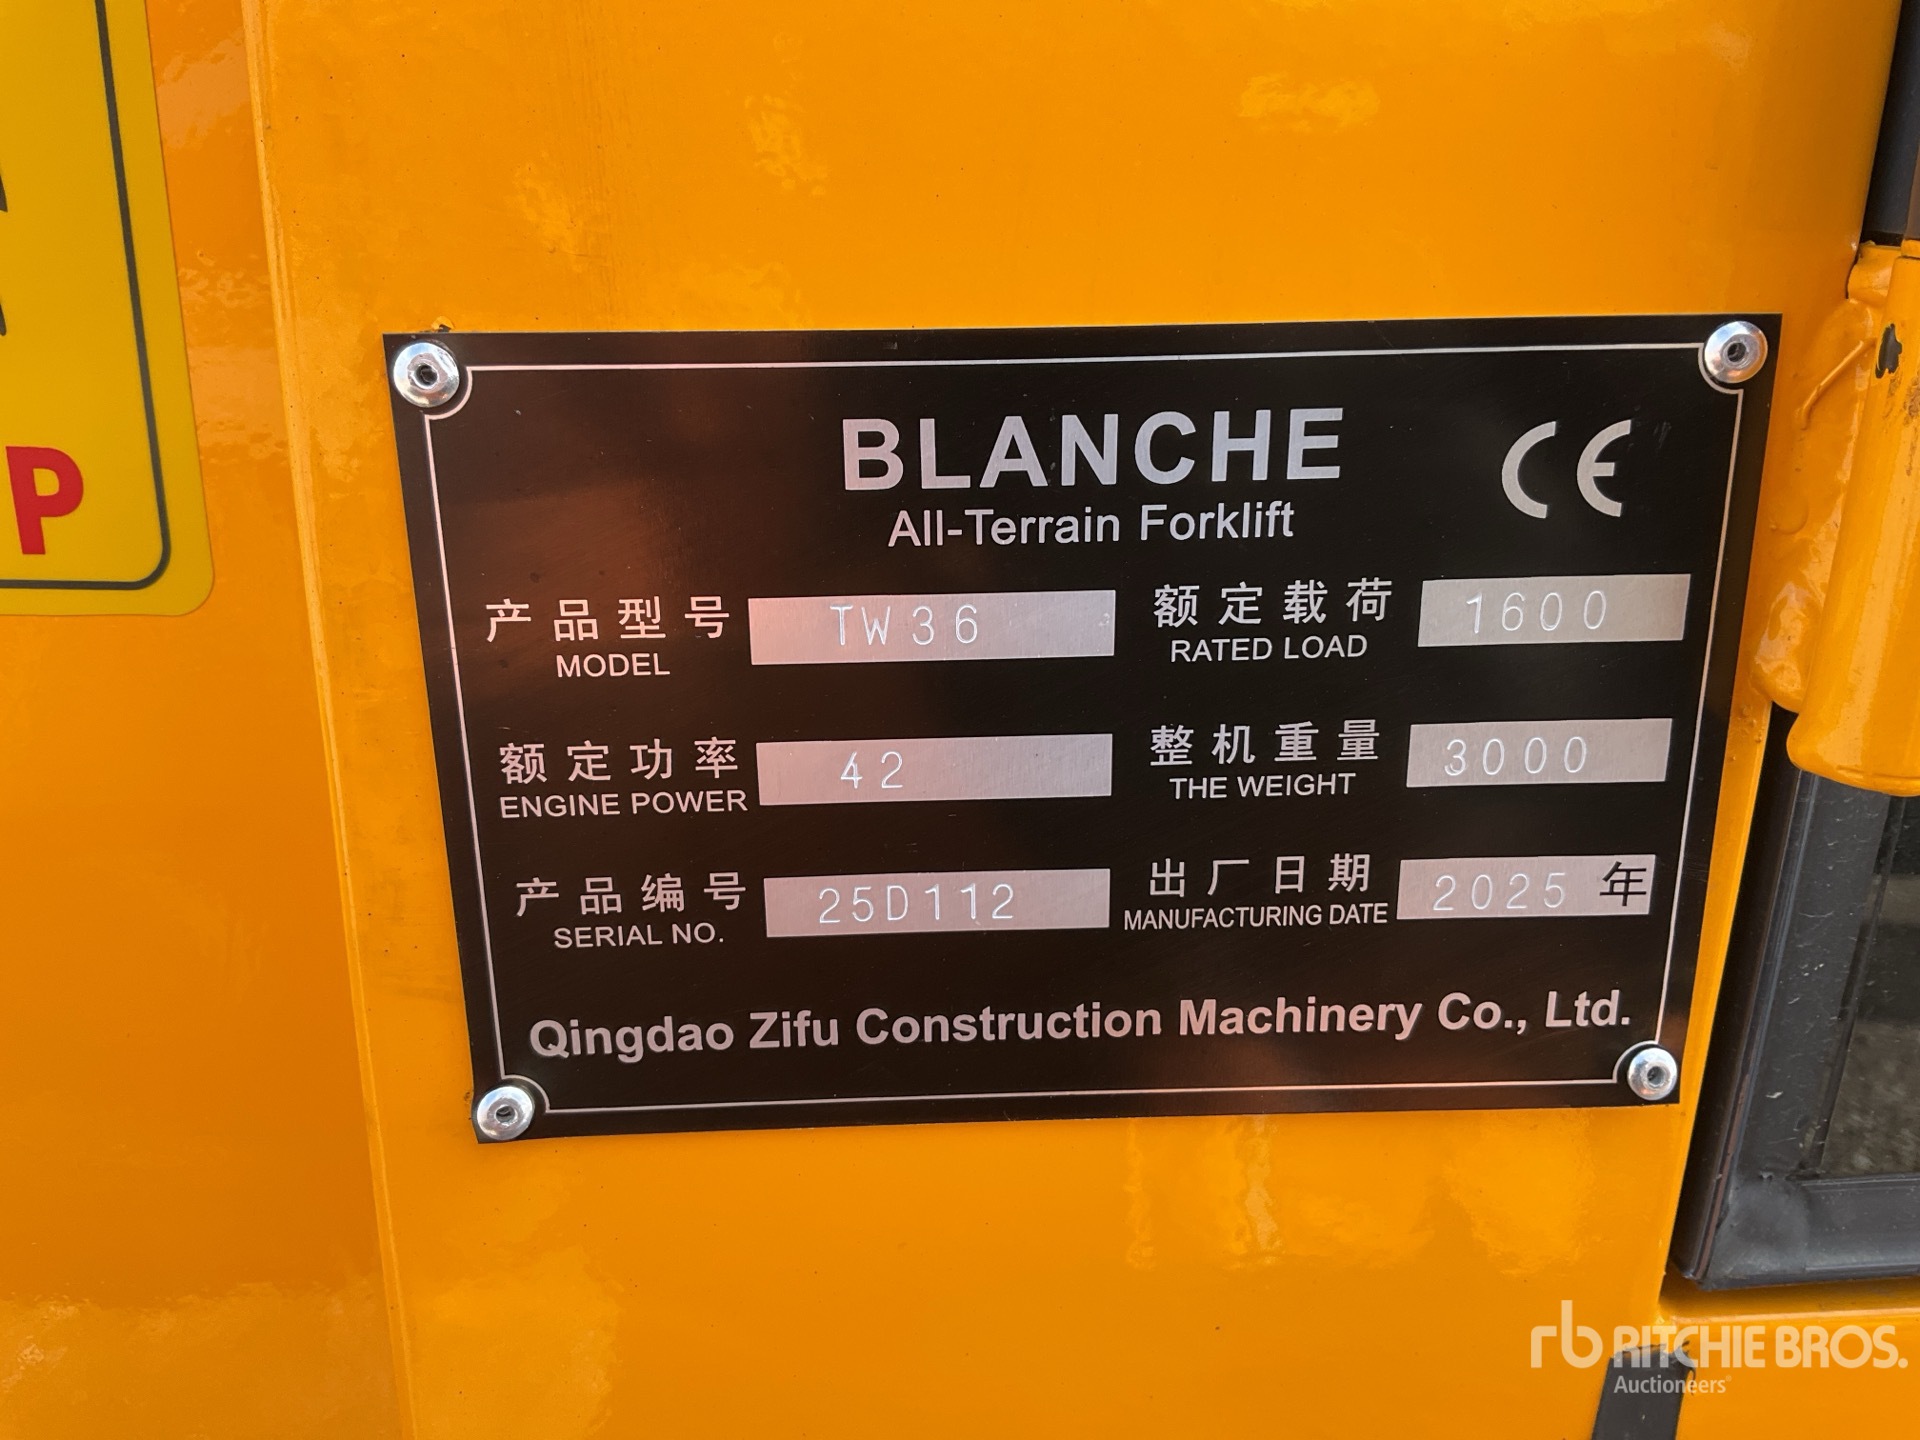 P
BLANCHE
CE
All-Terrain Forklift
产品型号 TW36 额定载荷 1600
MODEL RATED LOAD
额定功率 42 整机重量 3000
ENGINE POWER THE WEIGHT
产品编号 25D112 出厂日期 2025 年
SERIAL NO. MANUFACTURING DATE
Qingdao Zifu Construction Machinery Co., Ltd.
rb RITCHIE BROS.
Auctioneers